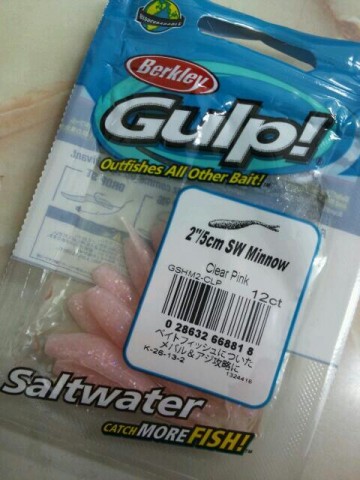 BIODEGRADABLE
Berkley
Gulp!
Outfishes All Other Bait!
2"/5cm SW Minnow
Clear Pink
GSHM2-CLP
12ct
0 28632 66881 8
ベイトフィッシュについた
メバル&アジ攻略に
K-26-13-2
1324416
Saltwater
CATCH MORE FISH!